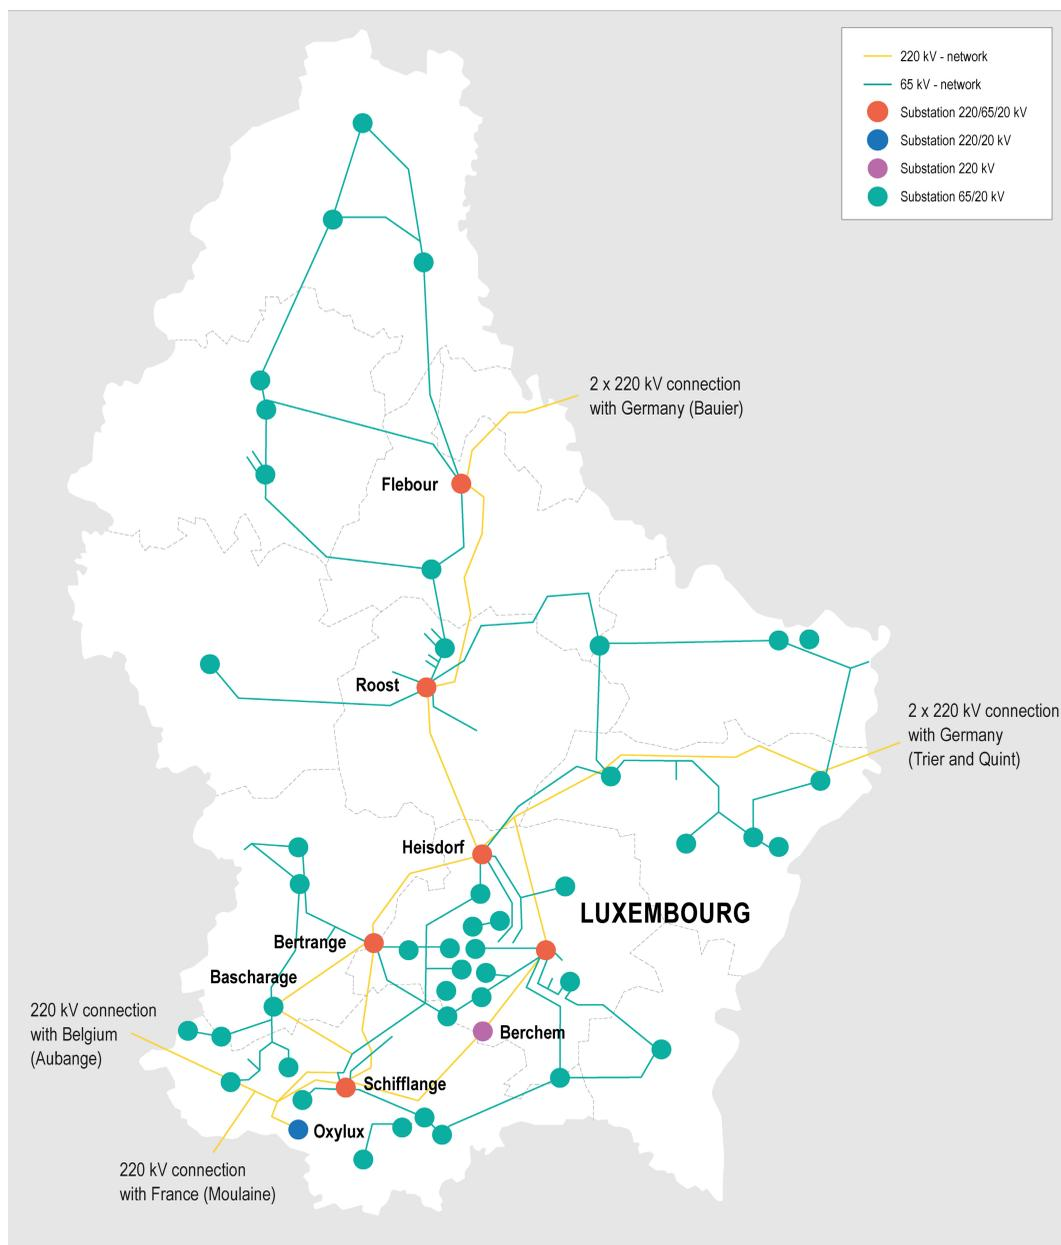 220 kV - network
65 kV - network
Substation 220/65/20 kV
Substation 220/20 kV
Substation 220 kV
Substation 65/20 kV
2 x 220 kV connection
with Germany (Bauier)
Flebour
Roost
2 x 220 kV connection
with Germany
(Trier and Quint)
Heisdorf
LUXEMBOURG
Bertrange
Bascharage
220 kV connection
with Belgium
(Aubange)
Berchem
Schifflange
Oxylux
220 kV connection
with France (Moulaine)